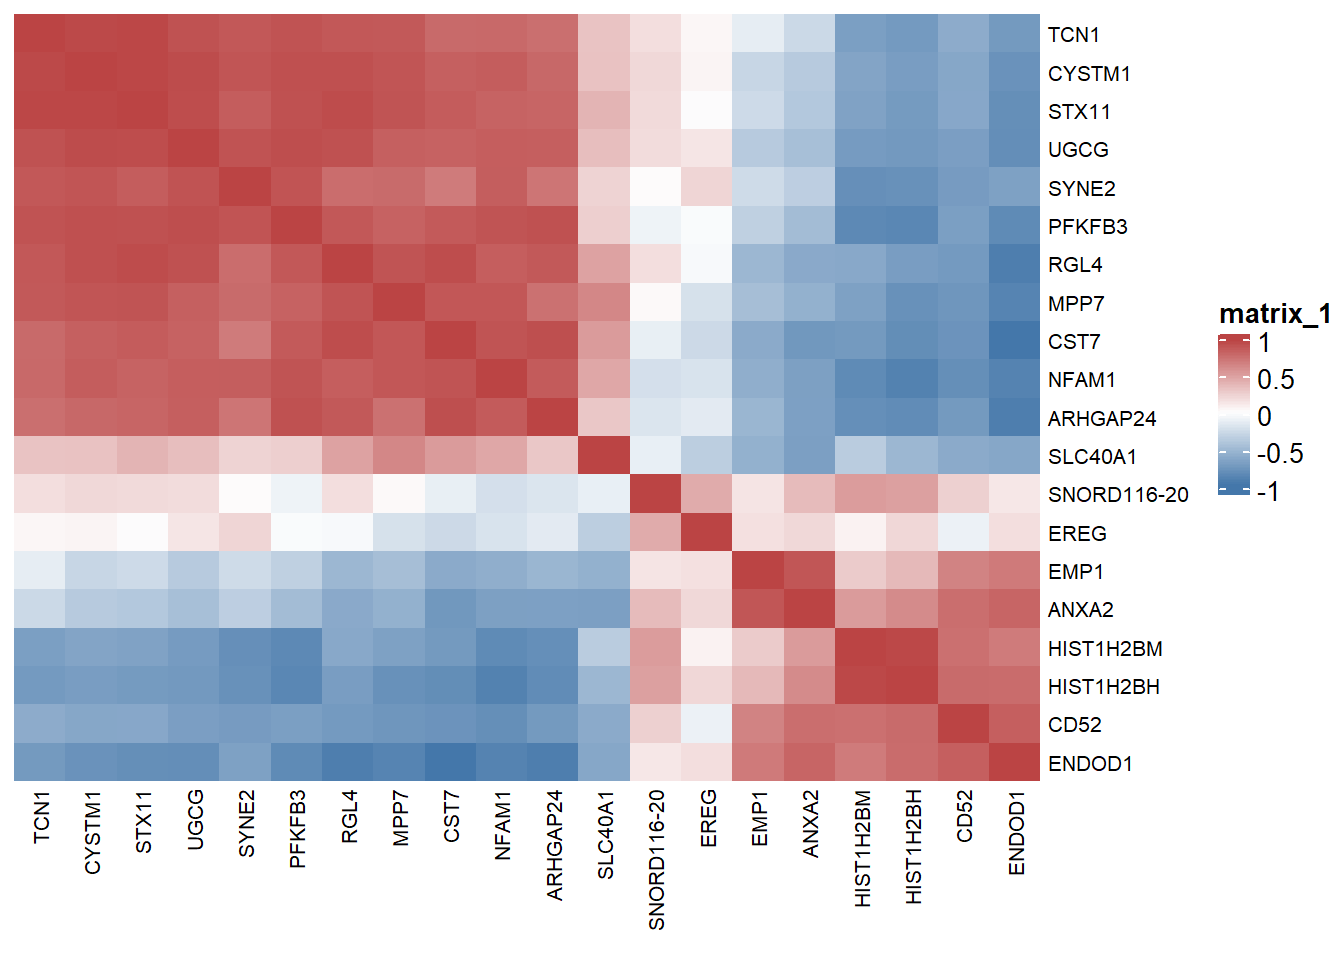 TCN1
CYSTM1
STX11
UGCG
SYNE2
PFKFB3
RGL4
MPP7
CST7
NFAM1
ARHGAP24
SLC40A1
SNORD116-20
EREG
EMP1
ANXA2
HIST1H2BM
HIST1H2BH
CD52
ENDOD1
matrix_1
1
0.5
0
-0.5
-1
TCN1
CYSTM1
STX11
UGCG
SYNE2
PFKFB3
RGL4
MPP7
CST7
NFAM1
ARHGAP24
SLC40A1
SNORD116-20
EREG
EMP1
ANXA2
HIST1H2BM
HIST1H2BH
CD52
ENDOD1